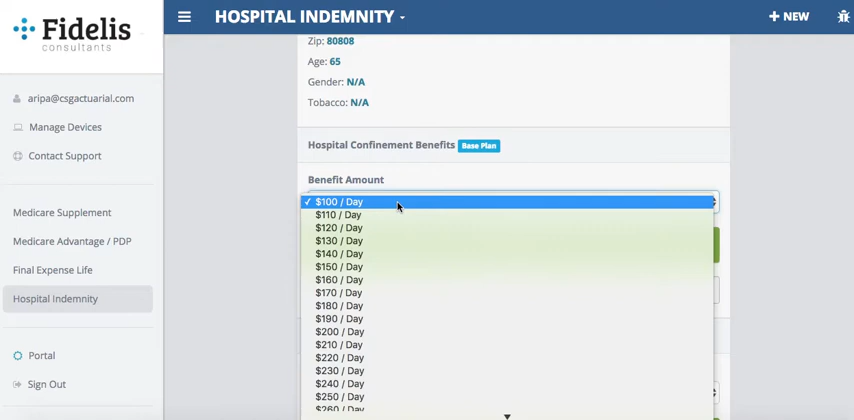 Fidelis
consultants
aripa@csgactuarial.com
Manage Devices
Contact Support
Medicare Supplement
Medicare Advantage / PDP
Final Expense Life
Hospital Indemnity
Portal
Sign Out
HOSPITAL INDEMNITY
+ NEW
Zip: 80808
Age: 65
Gender: N/A
Tobacco: N/A
Hospital Confinement Benefits Base Plan
Benefit Amount
✓ $100 / Day
$110 / Day
$120 / Day
$130 / Day
$140 / Day
$150 / Day
$160 / Day
$170 / Day
$180 / Day
$190 / Day
$200 / Day
$210 / Day
$220 / Day
$230 / Day
$240 / Day
$250 / Day
$260 / Day